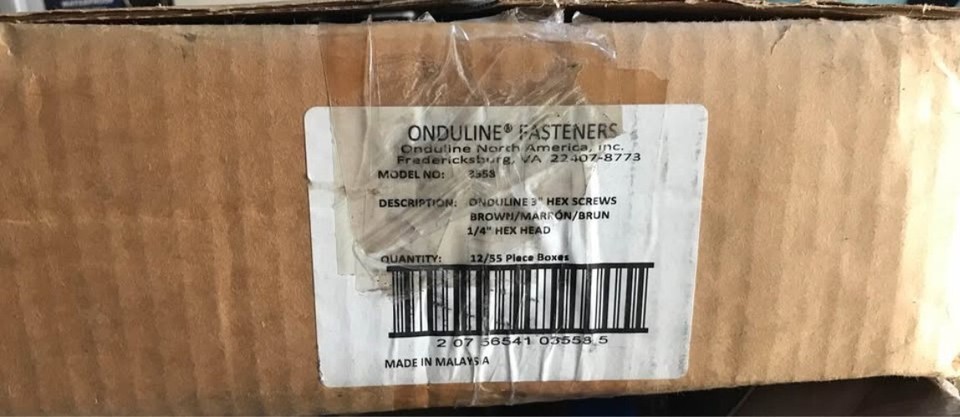 ONDULINE® FASTENERS
Onduline North America, Inc.
Fredericksburg, VA 22407-8773
MODEL NO:
DESCRIPTION: ONDULINE 3" HEX SCREWS
BROWN/MARRÓN/BRUN
1/4" HEX HEAD
QUANTITY: 12/55 Piece Boxes
2 07 56541 03558 5
MADE IN MALAYSIA